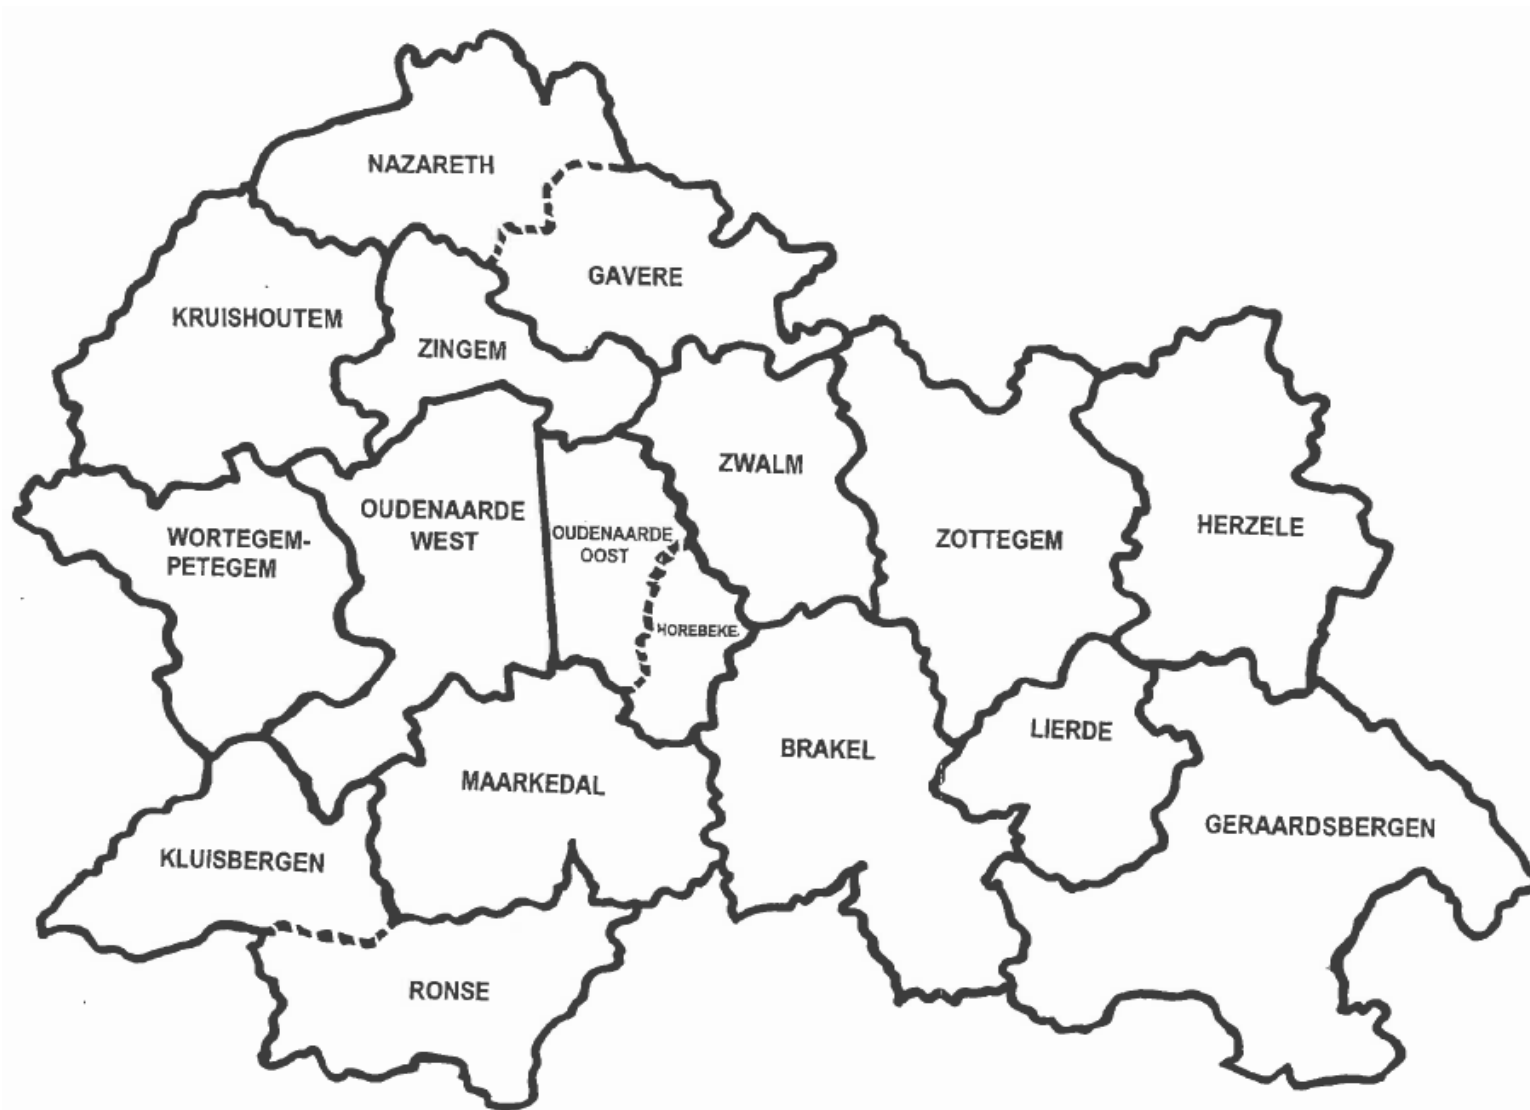 NAZARETH
GAVERE
KRUISHOUTEM
ZINGEM
ZWALM
OUDENAARDE
WEST
OUDENAARDE
OOST
WORTEGEM-
PETEGEM
ZOTTEGEM
HERZELE
HOREBEKE
LIERDE
BRAKEL
MAARKEDAL
GERAARDSBERGEN
KLUISBERGEN
RONSE